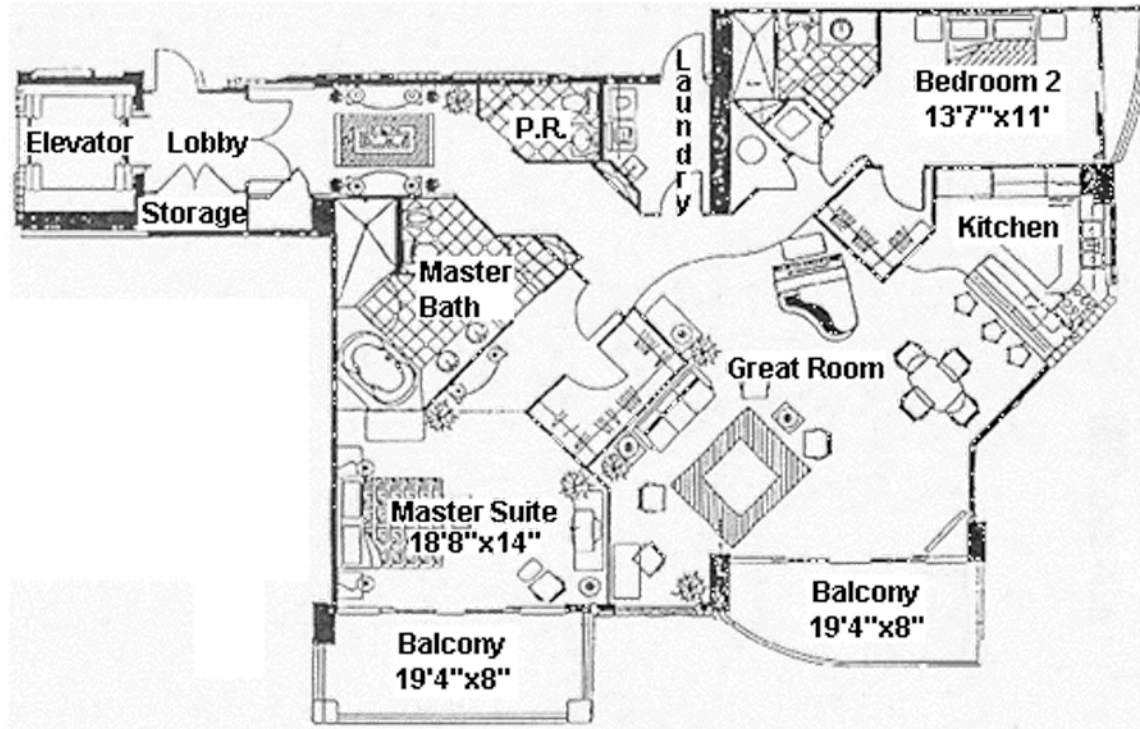 Elevator
Lobby
Storage
P.R.
Laundry
Bedroom 2
13'7"x11'
Kitchen
Master
Bath
Great Room
Master Suite
18'8"x14"
Balcony
19'4"x8"
Balcony
19'4"x8"